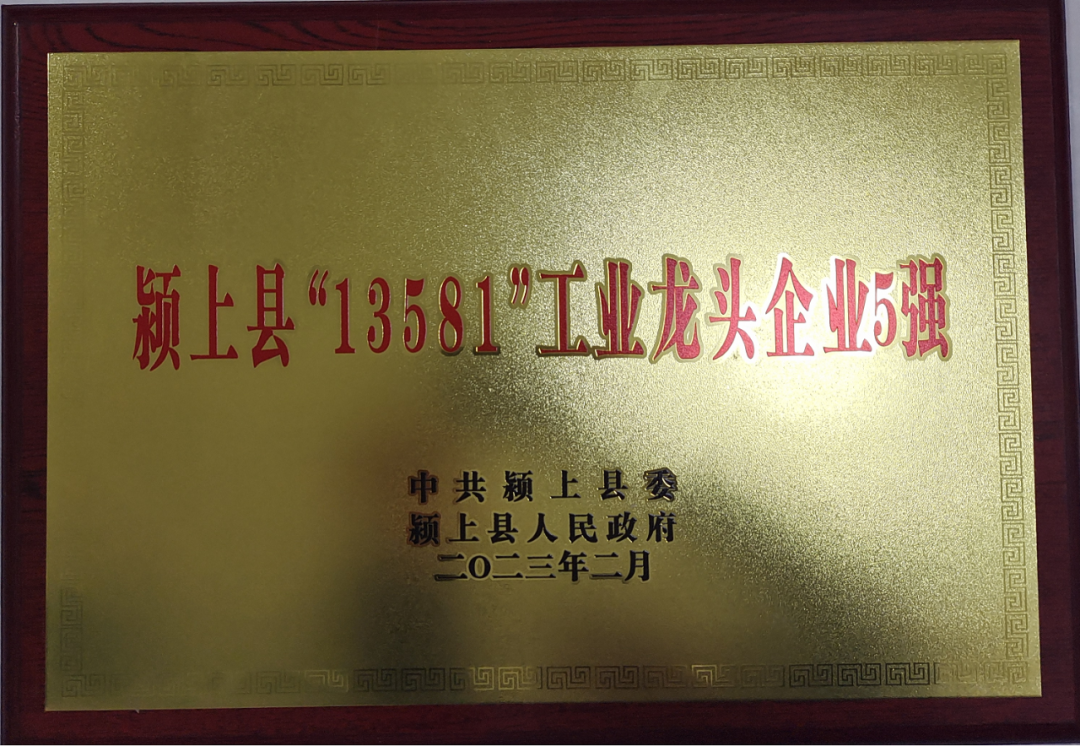 颍上县“13581”工业龙头企业5强
中共颍上县委
颍上县人民政府
二〇二三年二月